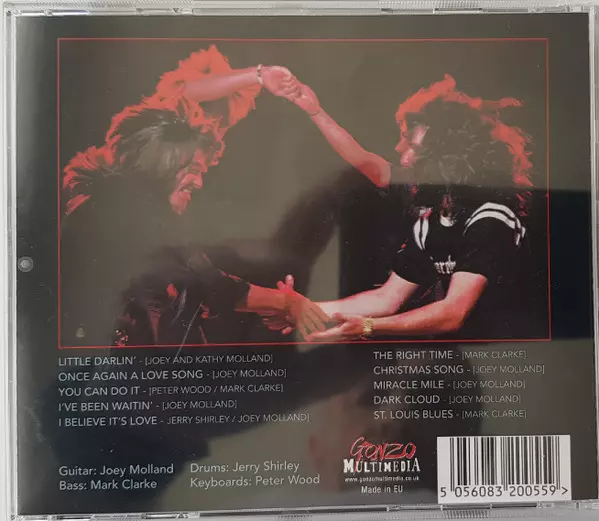 LITTLE DARLIN' - [JOEY AND KATHY MOLLAND]
ONCE AGAIN A LOVE SONG - [JOEY MOLLAND]
YOU CAN DO IT - [PETER WOOD / MARK CLARKE]
I'VE BEEN WAITIN' - [JOEY MOLLAND]
I BELIEVE IT'S LOVE - JERRY SHIRLEY / JOEY MOLLAND]
THE RIGHT TIME - [MARK CLARKE]
CHRISTMAS SONG - [JOEY MOLLAND]
MIRACLE MILE - [JOEY MOLLAND]
DARK CLOUD - [JOEY MOLLAND]
ST. LOUIS BLUES - [MARK CLARKE]
Guitar: Joey Molland Drums: Jerry Shirley
Bass: Mark Clarke Keyboards: Peter Wood
GONZO
MULTIMEDIA
www.gonzomultimedia.co.uk
Made in EU
5 056083 200559 >